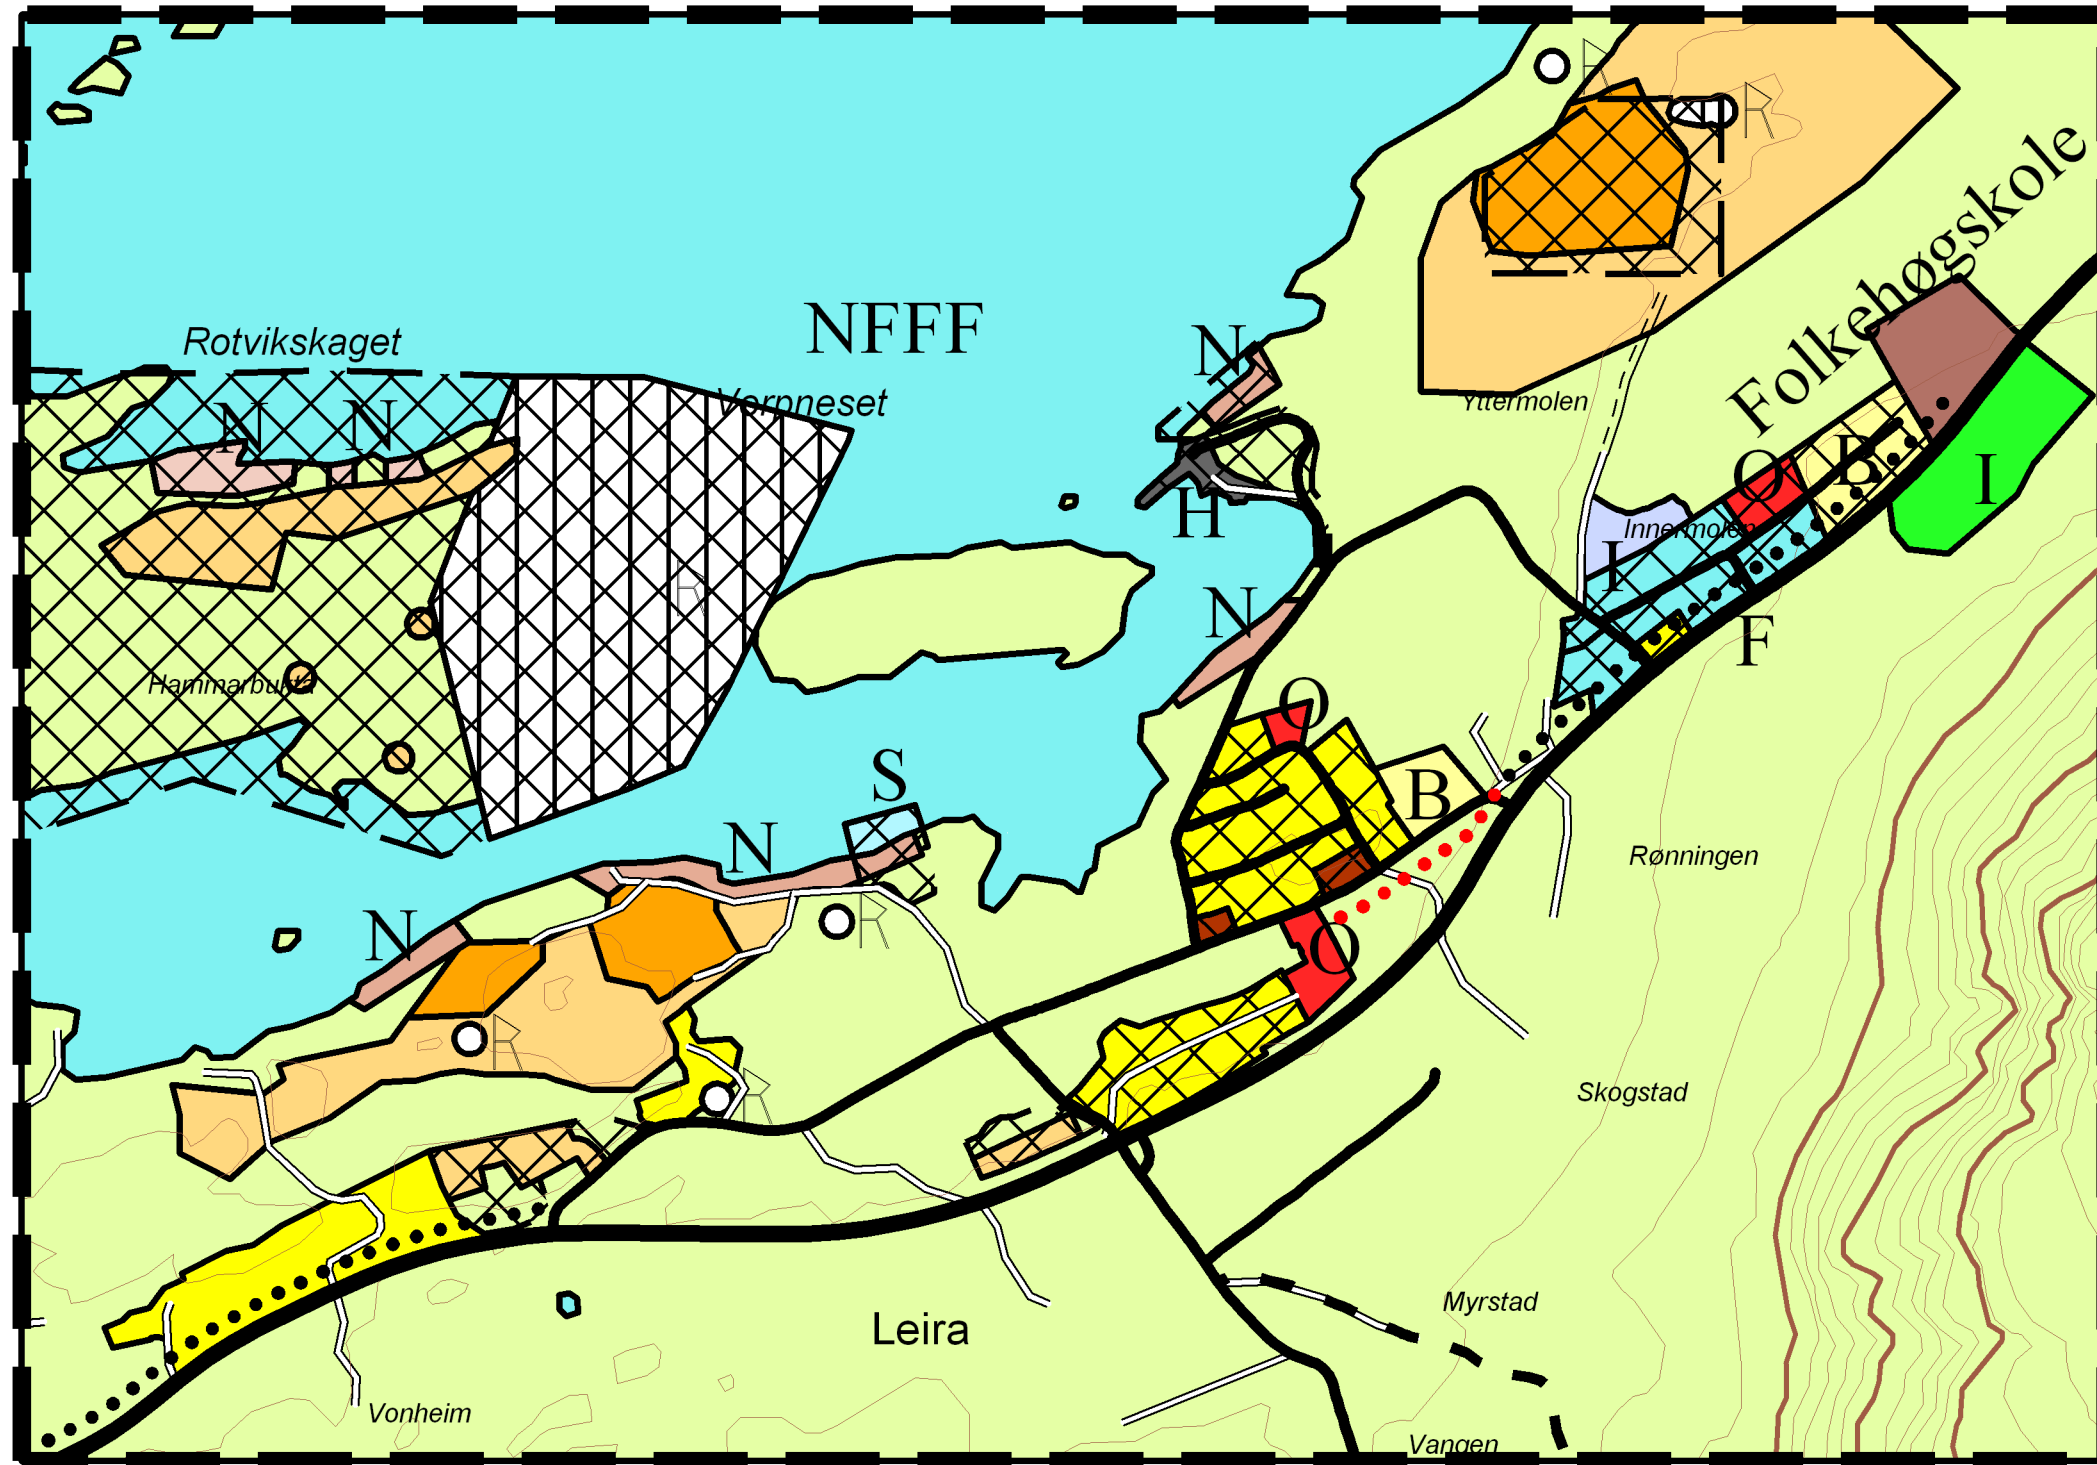 R
R
Folkehøgskole
NFFF
Rotvikskaget
N
Vorpneset
Yttermolen
N
N
B
O
I
H
Innermolen
I
R
N
F
Hammarbukta
O
S
B
N
Rønningen
N
R
O
R
R
Skogstad
Myrstad
Leira
Vonheim
Vangen